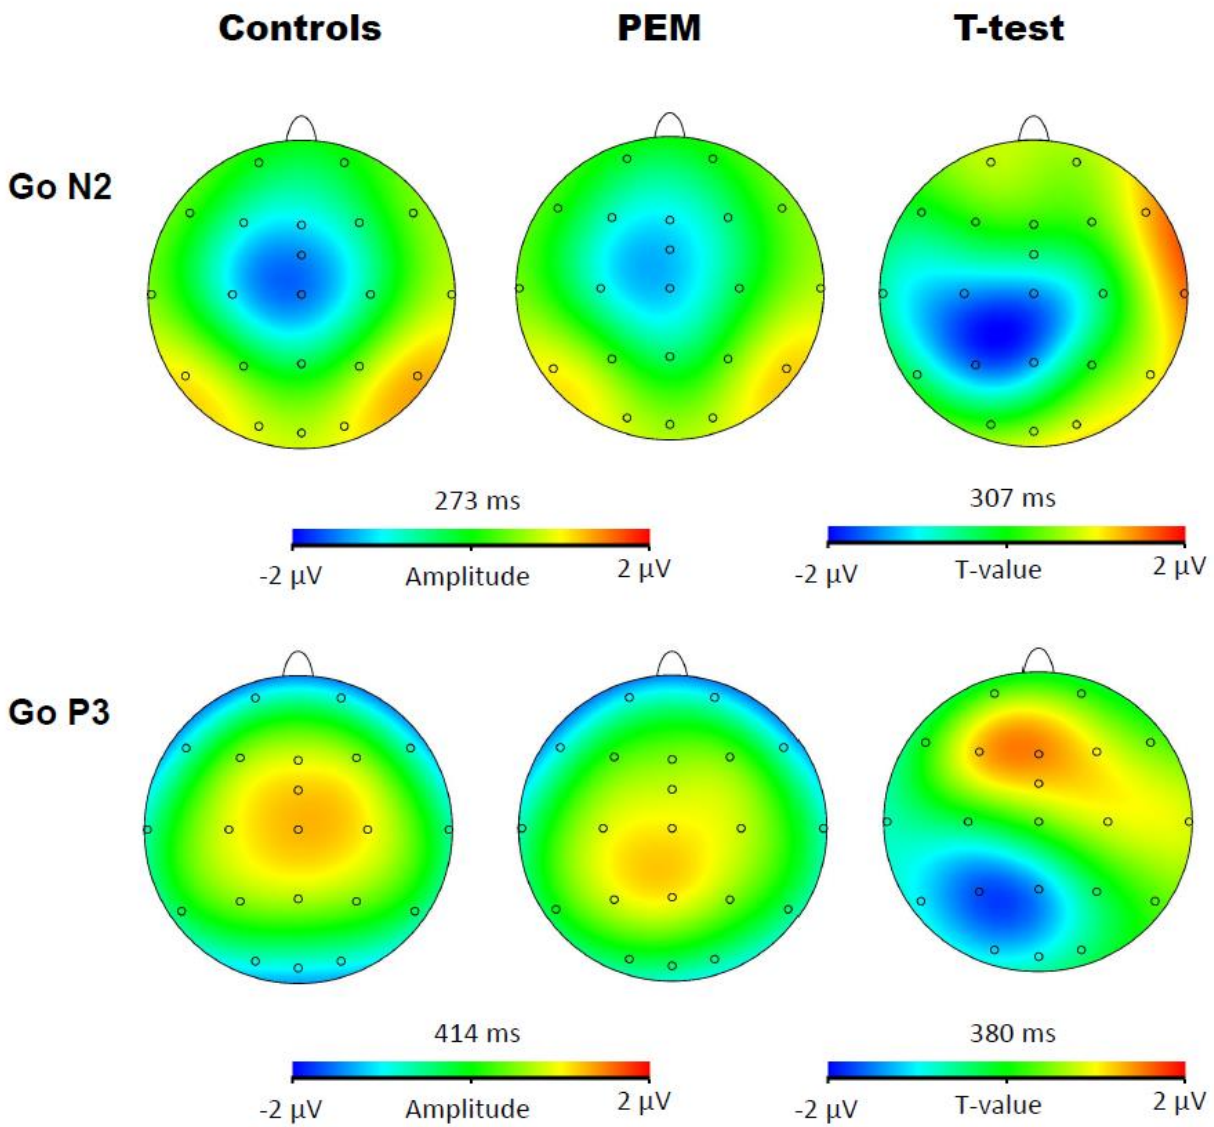 Controls PEM T-test
Go N2
273 ms 307 ms
-2 µV Amplitude 2 µV -2 µV T-value 2 µV
Go P3
414 ms 380 ms
-2 µV Amplitude 2 µV -2 µV T-value 2 µV